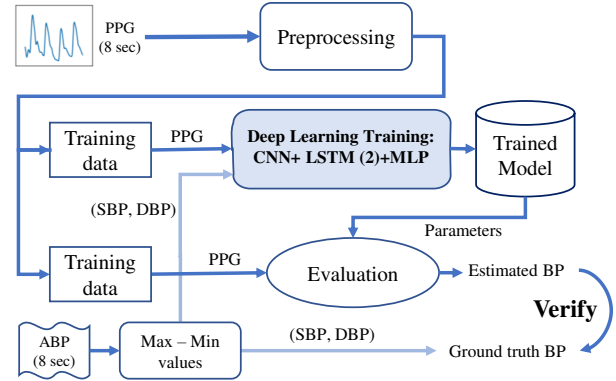 PPG
(8 sec)
Preprocessing
Training
data
PPG
Deep Learning Training:
CNN+ LSTM (2)+MLP
Trained
Model
(SBP, DBP)
Parameters
Training
data
PPG
Evaluation
Estimated BP
Verify
ABP
(8 sec)
Max – Min
values
(SBP, DBP)
Ground truth BP